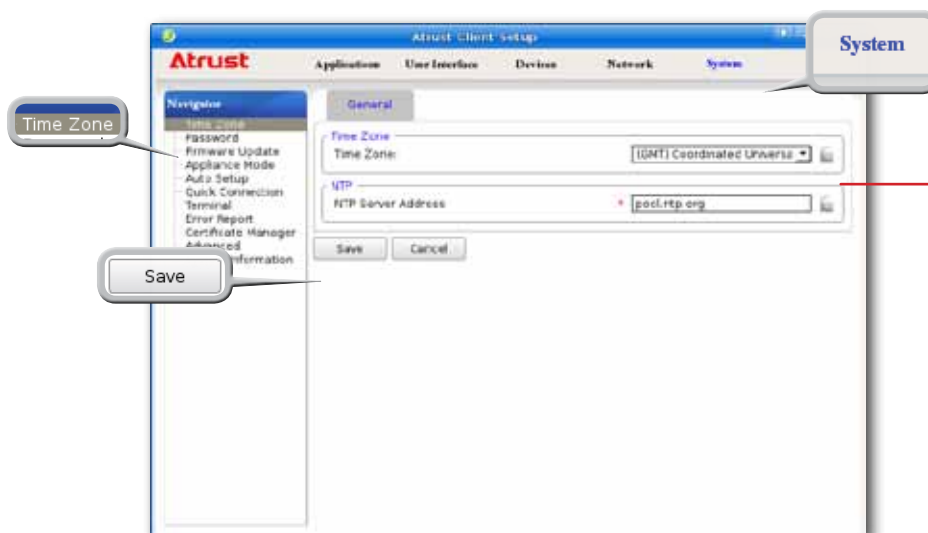 Atrust Client Setup
System
Atrust
Applications User Interface Devices Network System
Navigator
Time Zone
Time Zone
Password
Firmware Update
Appliance Mode
Auto Setup
Quick Connection
Terminal
Error Report
Certificate Manager
Advanced
Information
General
Time Zone
Time Zone: (GMT) Coordinated Universa
NTP
NTP Server Address * pool.ntp.org
Save Cancel
Save